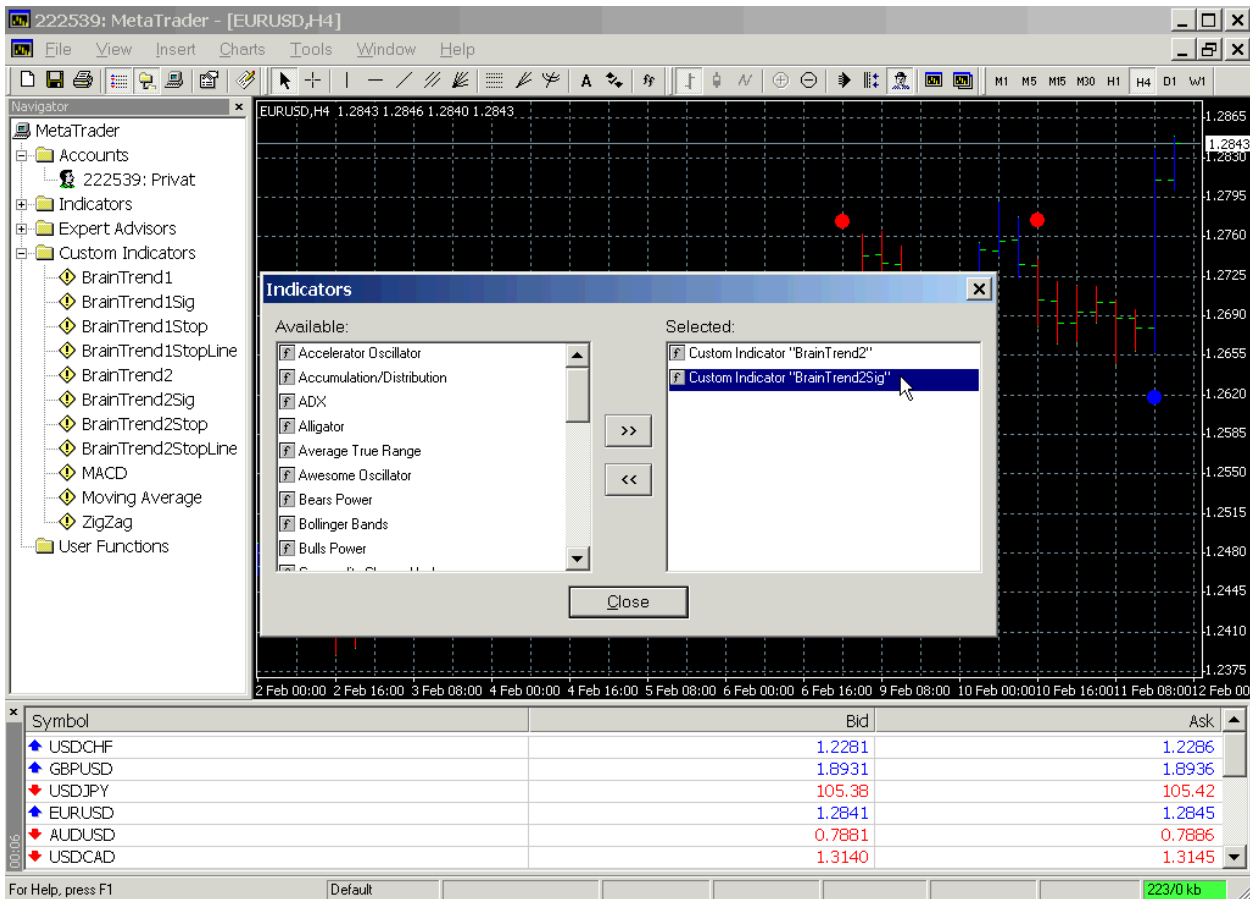 222539: MetaTrader - [EURUSD,H4]
File View Insert Charts Tools Window Help
A M1 M5 M15 M30 H1 H4 D1 W1
Navigator
MetaTrader
Accounts
222539: Privat
Indicators
Expert Advisors
Custom Indicators
BrainTrend1
BrainTrend1Sig
BrainTrend1Stop
BrainTrend1StopLine
BrainTrend2
BrainTrend2Sig
BrainTrend2Stop
BrainTrend2StopLine
MACD
Moving Average
ZigZag
User Functions
EURUSD,H4 1.2843 1.2846 1.2840 1.2843
1.2865
1.2843
1.2830
1.2795
1.2760
1.2725
1.2690
1.2655
1.2620
1.2585
1.2550
1.2515
1.2480
1.2445
1.2410
1.2375
2 Feb 00:00 2 Feb 16:00 3 Feb 08:00 4 Feb 00:00 4 Feb 16:00 5 Feb 08:00 6 Feb 00:00 6 Feb 16:00 9 Feb 08:00 10 Feb 00:00 10 Feb 16:00 11 Feb 08:00 12 Feb 00
Indicators
Available:
Accelerator Oscillator
Accumulation/Distribution
ADX
Alligator
Average True Range
Awesome Oscillator
Bears Power
Bollinger Bands
Bulls Power
>>
<<
Selected:
Custom Indicator "BrainTrend2"
Custom Indicator "BrainTrend2Sig"
Close
Symbol Bid Ask
USDCHF 1.2281 1.2286
GBPUSD 1.8931 1.8936
USDJPY 105.38 105.42
EURUSD 1.2841 1.2845
AUDUSD 0.7881 0.7886
USDCAD 1.3140 1.3145
00:06
For Help, press F1 Default 223/0 kb